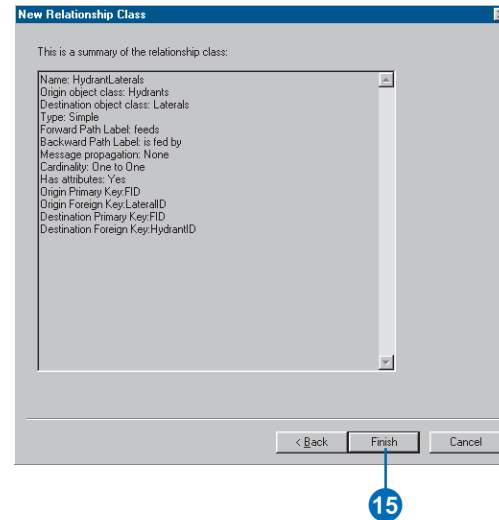 New Relationship Class
This is a summary of the relationship class:
Name: HydrantLaterals
Origin object class: Hydrants
Destination object class: Laterals
Type: Simple
Forward Path Label: feeds
Backward Path Label: is fed by
Message propagation: None
Cardinality: One to One
Has attributes: Yes
Origin Primary Key:FID
Origin Foreign Key:LateralID
Destination Primary Key:FID
Destination Foreign Key:HydrantID
< Back Finish Cancel
15